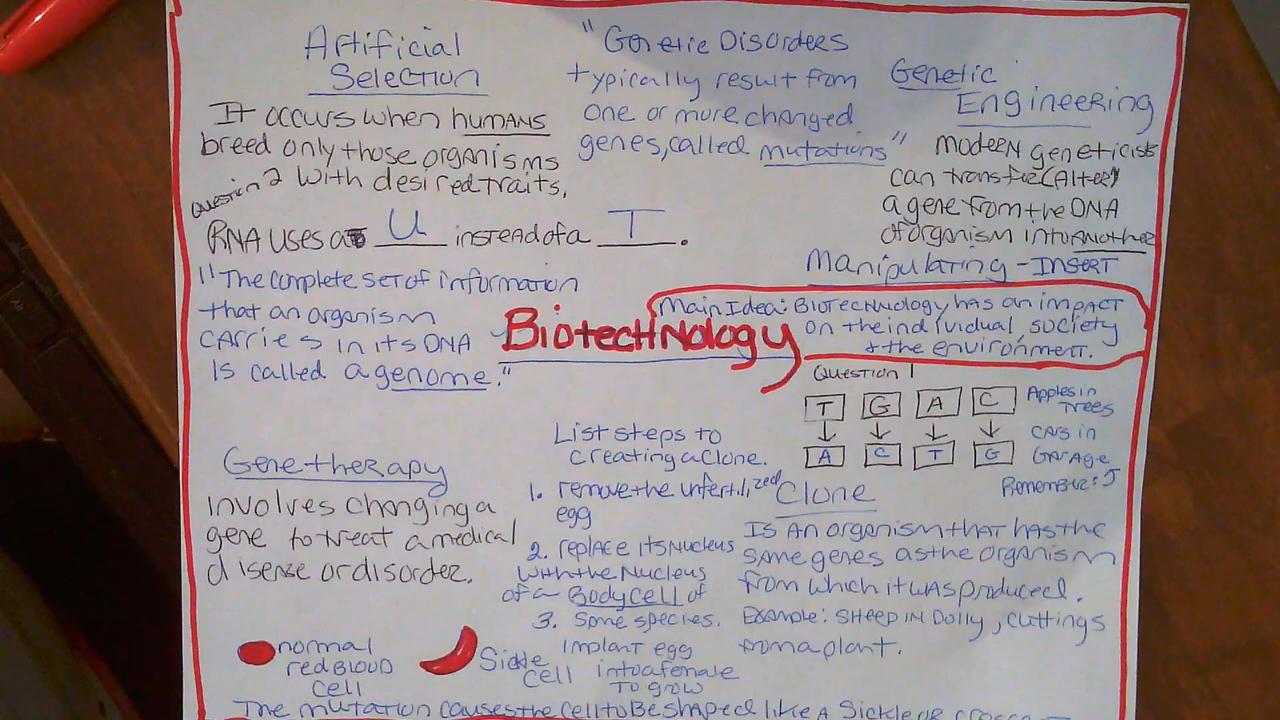 Artificial
Selection
It occurs when humans
breed only those organisms
Question 2 with desired traits.
RNA uses a U instead of a T.
"The complete set of information
that an organism
carries in its DNA
is called a genome."
"Genetic Disorders
typically result from
one or more changed
genes, called mutations"
Genetic
Engineering
modern geneticists
can transfer (Alter)
a gene from the DNA
of organism into another
Manipulating - INSERT
Biotechnology
Main Idea: Biotechnology has an impact
on the individual, society
+ the environment.
Question 1
T G A C
A C T G
Apples in
Trees
Cars in
Garage
Remember: J
Gene therapy
involves changing a
gene to treat a medical
disense or disorder.
List steps to
creating a clone.
1. remove the unfertilized
egg
2. replace its nucleus
with the nucleus
of a Body cell of
3. Same species.
Implant egg
into a female
to grow
Clone
Is an organism that has the
same genes as the organism
from which it was produced.
Example: Sheep in Dolly, cuttings
from a plant.
normal
red blood
cell
Sickle
cell
The mutation causes the cell to be shaped like a sickle or